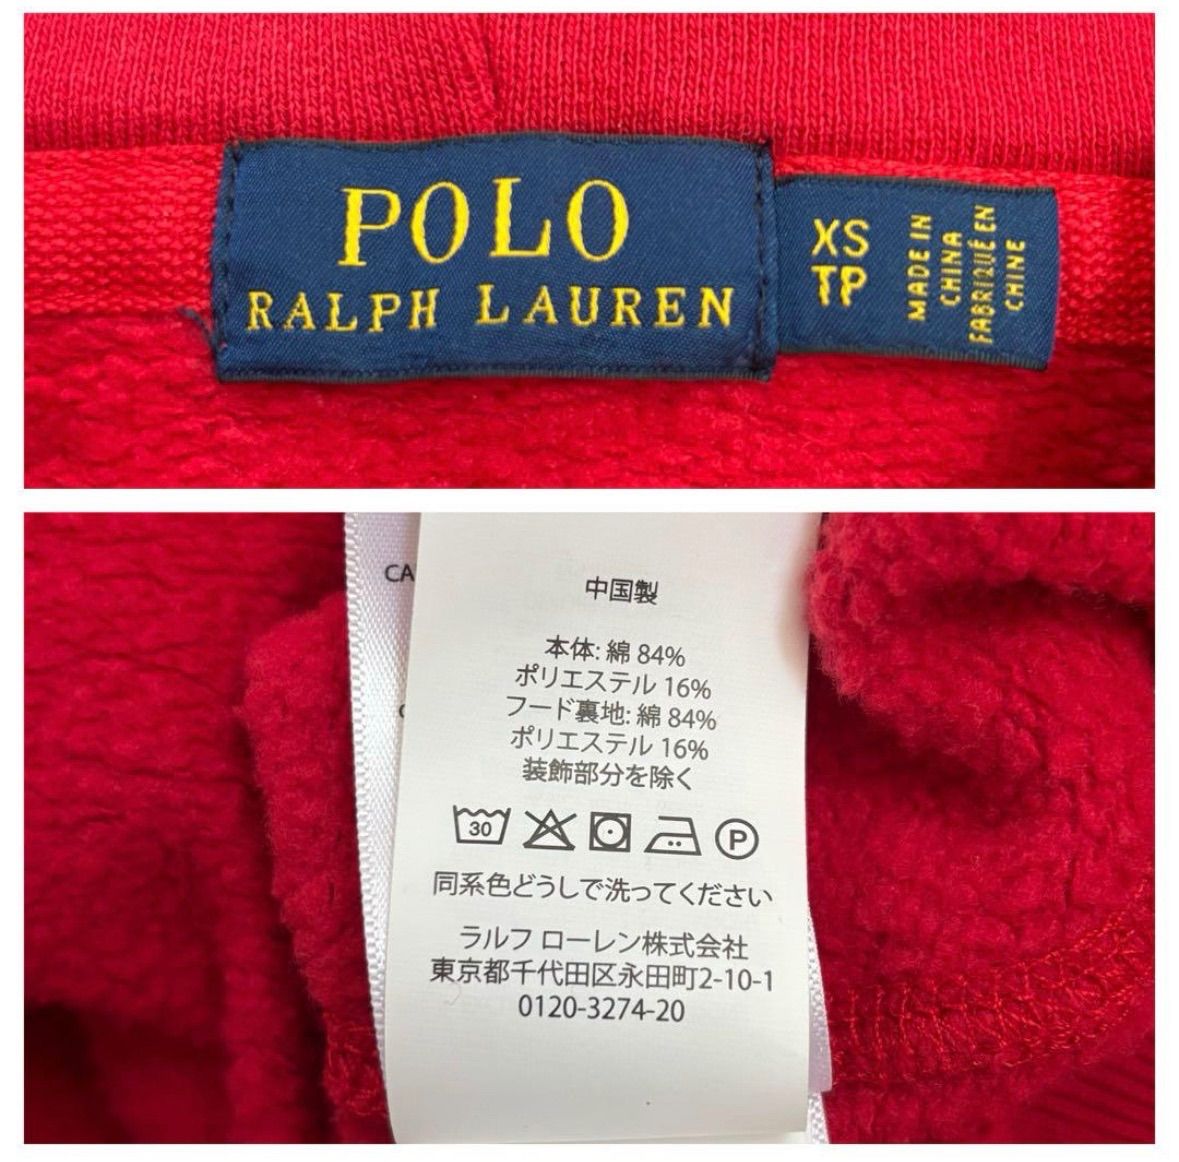 POLO
RALPH LAUREN
XS
TP
MADE IN
CHINA
FABRIQUÉ EN
CHINE
CA
中国製
本体: 綿 84%
ポリエステル 16%
フード裏地: 綿 84%
ポリエステル 16%
装飾部分を除く
30
P
同系色どうしで洗ってください
ラルフ ローレン株式会社
東京都千代田区永田町2-10-1
0120-3274-20